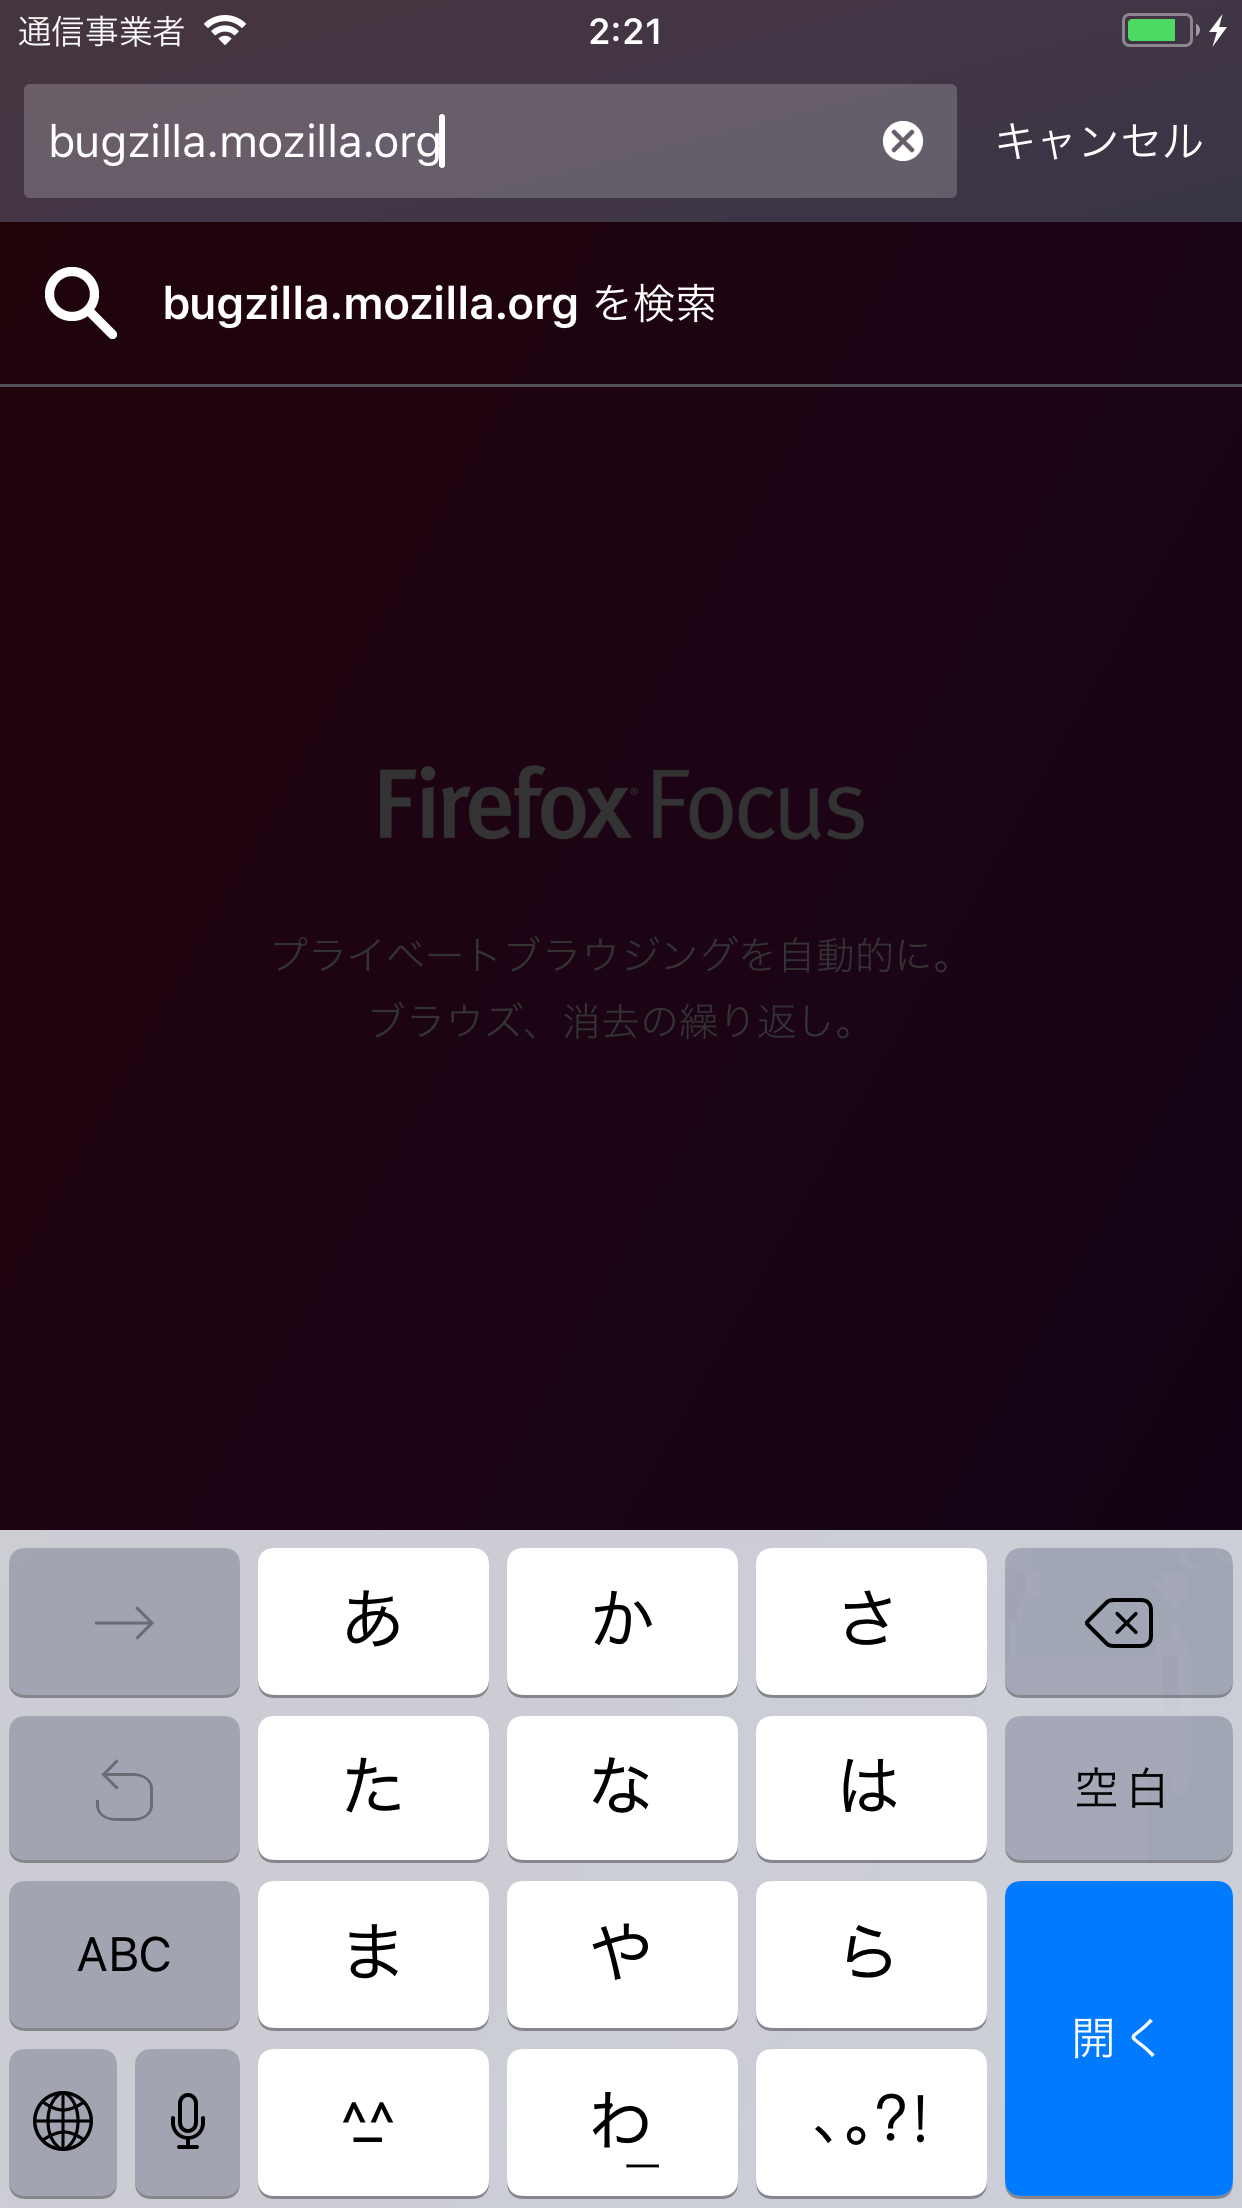 通信事業者 2:21
bugzilla.mozilla.org キャンセル
bugzilla.mozilla.org を検索
Firefox® Focus
プライベートブラウジングを自動的に。
ブラウズ、消去の繰り返し。
→ あ か さ
た な は 空白
ABC ま や ら
開く
^_^ わ_ 、。?!